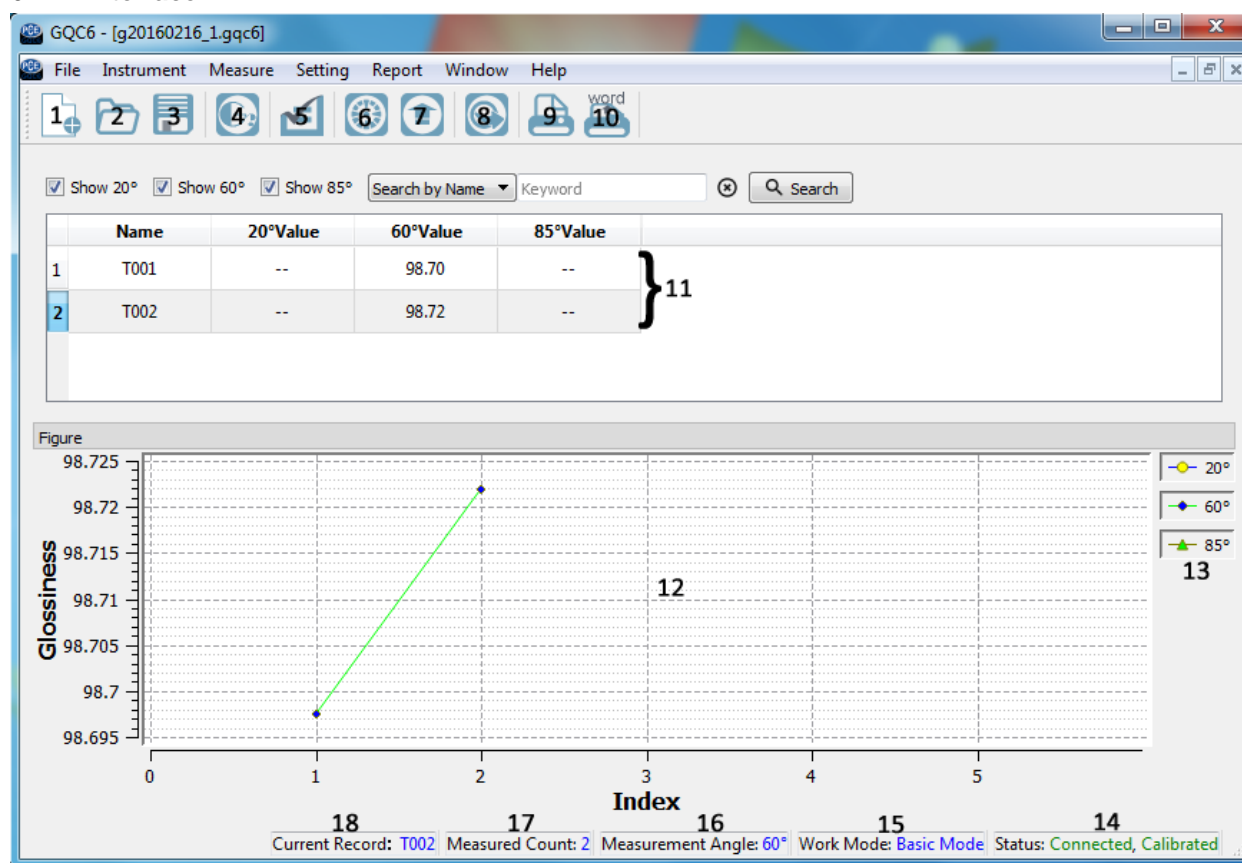 GQC6 - [g20160216_1.gqc6]
File Instrument Measure Setting Report Window Help
word
1 2 3 4 5 6 7 8 9 10
Show 20° Show 60° Show 85° Search by Name Keyword Search
Name 20°Value 60°Value 85°Value
1 T001 -- 98.70 --
11
2 T002 -- 98.72 --
Figure
98.725
98.72
98.715
98.71
98.705
98.7
98.695
Glossiness
12
20°
60°
85°
13
0 1 2 3 4 5
Index
18 17 16 15 14
Current Record: T002 Measured Count: 2 Measurement Angle: 60° Work Mode: Basic Mode Status: Connected, Calibrated